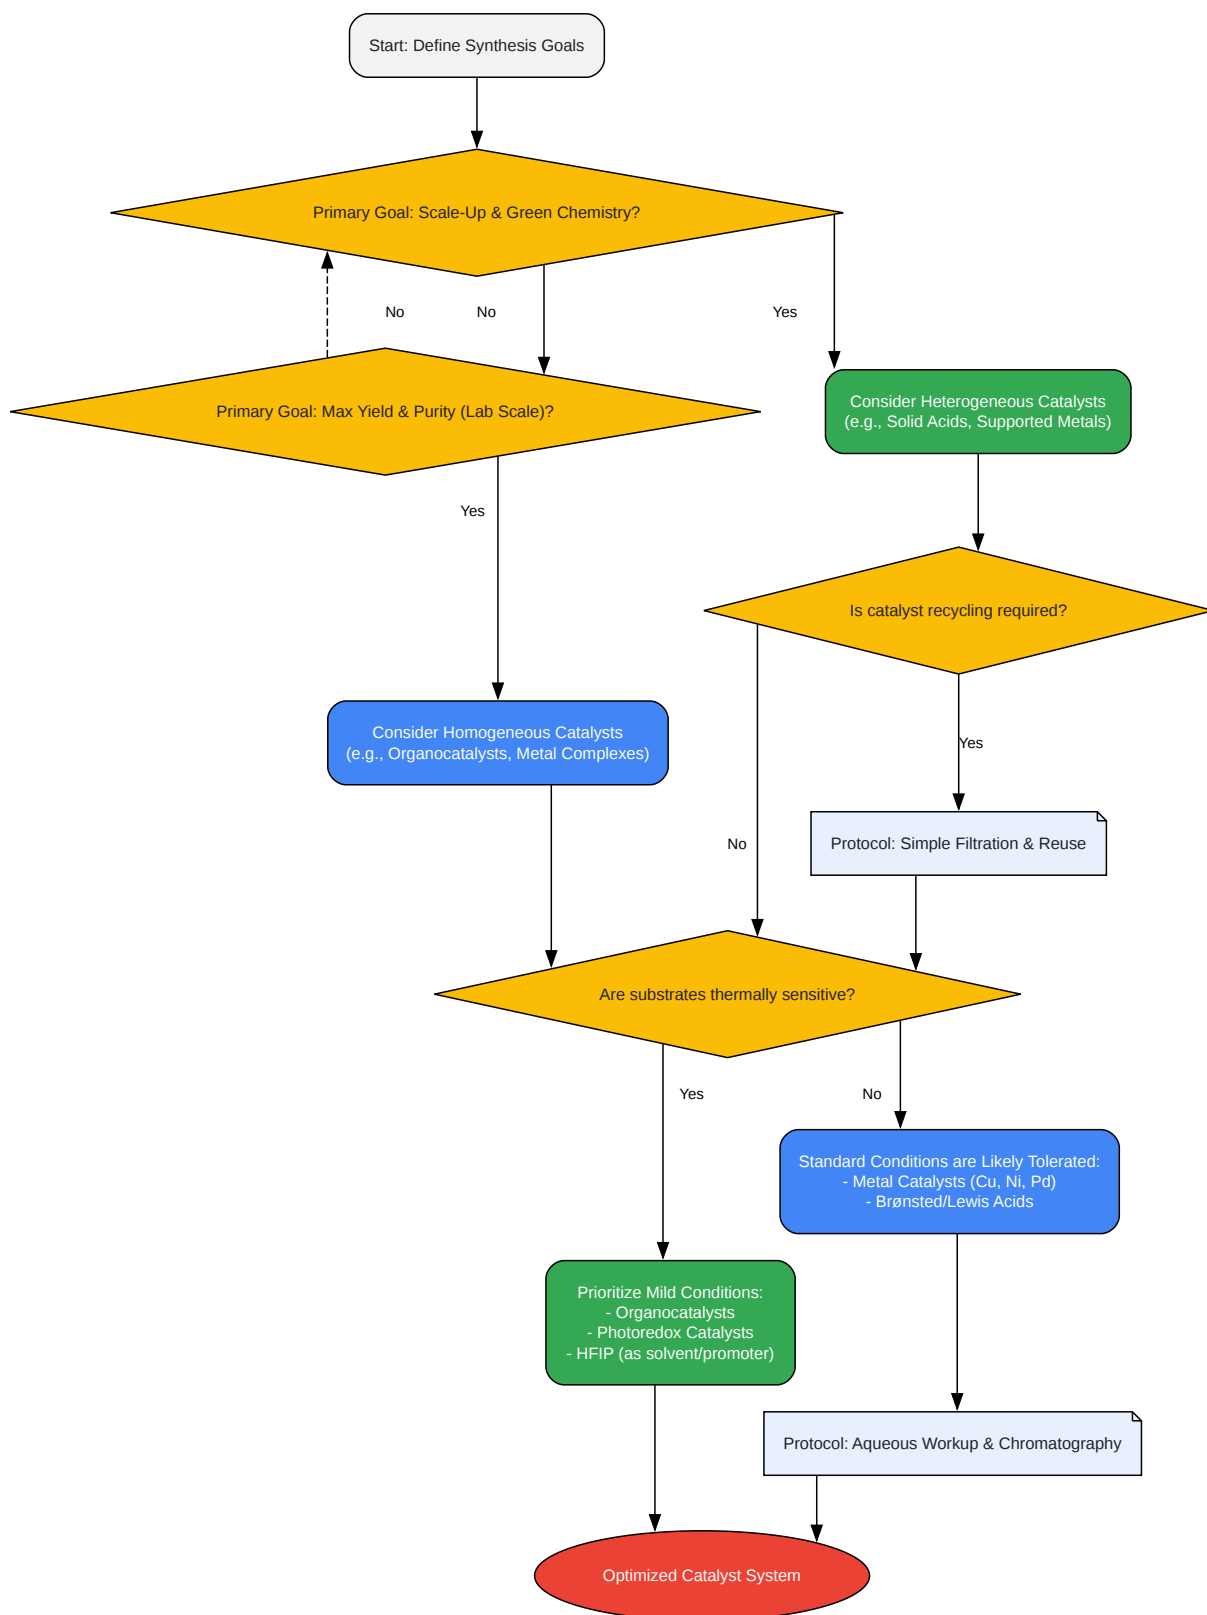 Start: Define Synthesis Goals
Primary Goal: Scale-Up & Green Chemistry?
No
No
Yes
Primary Goal: Max Yield & Purity (Lab Scale)?
Consider Heterogeneous Catalysts
(e.g., Solid Acids, Supported Metals)
Yes
Is catalyst recycling required?
Consider Homogeneous Catalysts
(e.g., Organocatalysts, Metal Complexes)
Yes
No
Protocol: Simple Filtration & Reuse
Are substrates thermally sensitive?
Yes
No
Standard Conditions are Likely Tolerated:
- Metal Catalysts (Cu, Ni, Pd)
- Brønsted/Lewis Acids
Prioritize Mild Conditions:
- Organocatalysts
- Photoredox Catalysts
- HFIP (as solvent/promoter)
Protocol: Aqueous Workup & Chromatography
Optimized Catalyst System